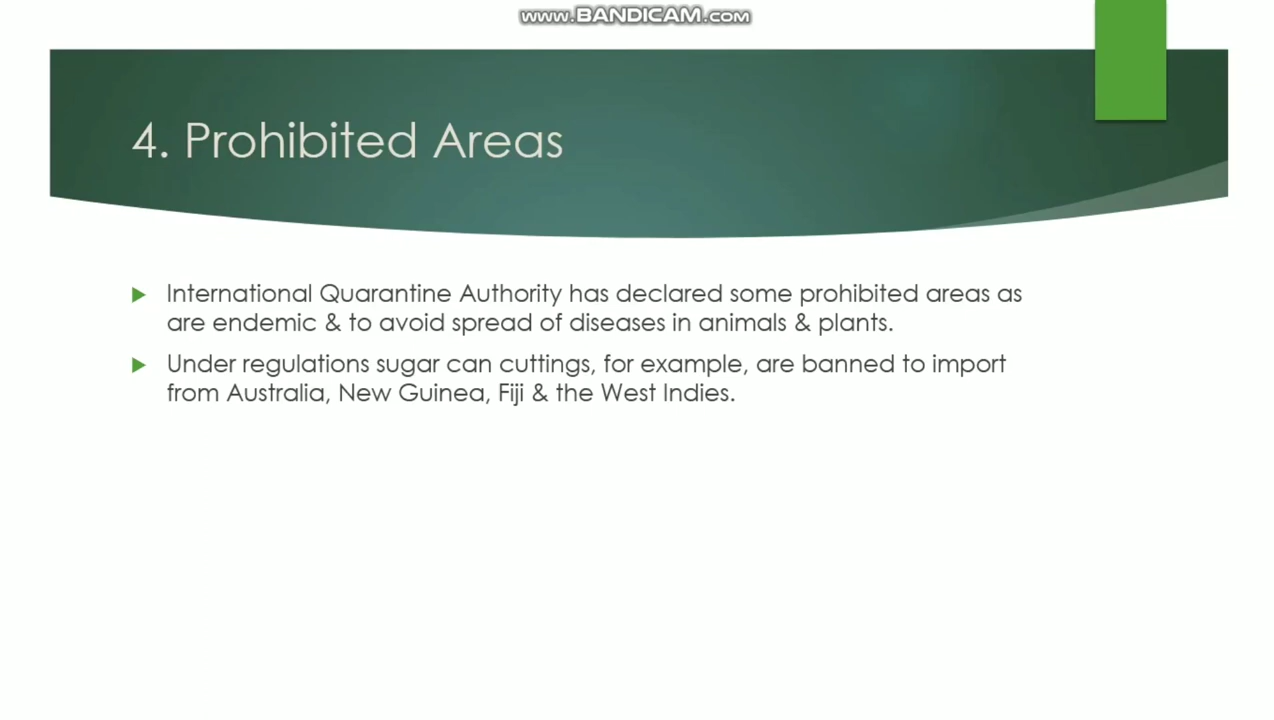 www.BANDICAM.com
4. Prohibited Areas
International Quarantine Authority has declared some prohibited areas as
are endemic & to avoid spread of diseases in animals & plants.
Under regulations sugar can cuttings, for example, are banned to import
from Australia, New Guinea, Fiji & the West Indies.